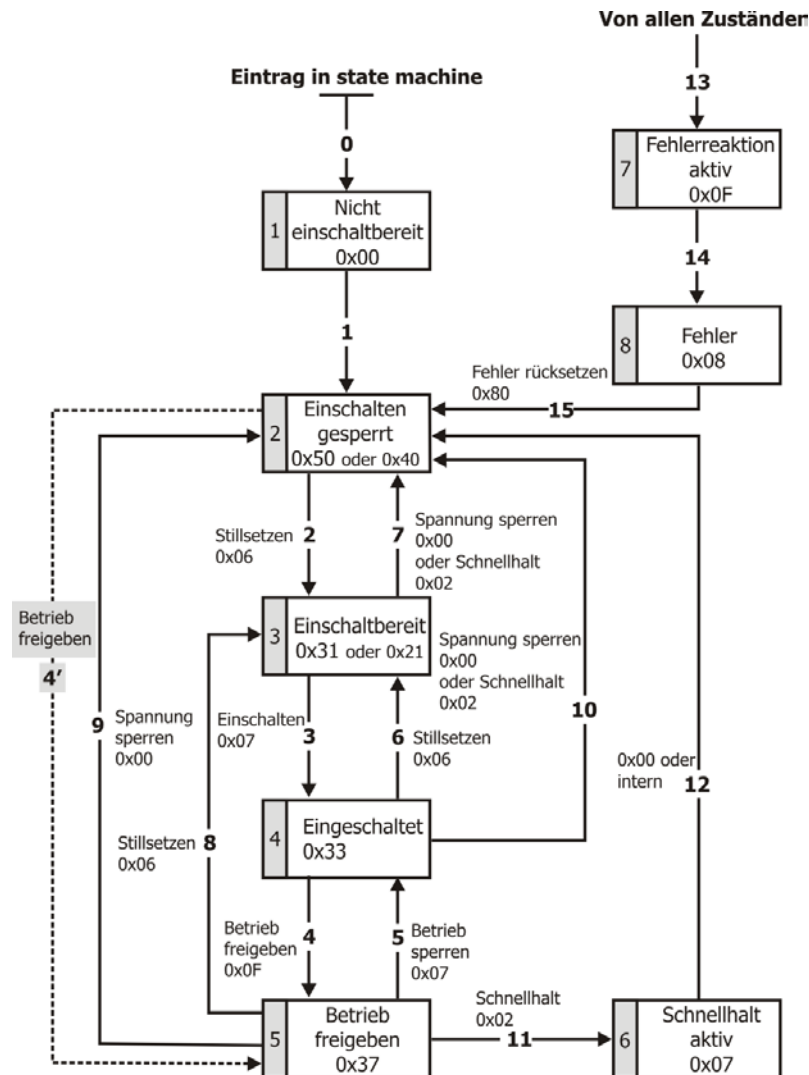 Von allen Zuständen
Eintrag in state machine
13
0
7
Fehlerreaktion
aktiv
0x0F
1
Nicht
einschaltbereit
0x00
14
1
8
Fehler
0x08
Fehler rücksetzen
0x80
15
2
Einschalten
gesperrt
0x50 oder 0x40
Stillsetzen
0x06
2
7
Spannung sperren
0x00
oder Schnellhalt
0x02
Betrieb
freigeben
4’
3
Einschaltbereit
0x31 oder 0x21
Spannung sperren
0x00
oder Schnellhalt
0x02
10
9
Spannung
sperren
0x00
Einschalten
0x07
3
6
Stillsetzen
0x06
0x00 oder
intern
12
Stillsetzen
0x06
8
4
Eingeschaltet
0x33
Betrieb
freigeben
0x0F
4
5
Betrieb
sperren
0x07
5
Betrieb
freigeben
0x37
Schnellhalt
0x02
11
6
Schnellhalt
aktiv
0x07